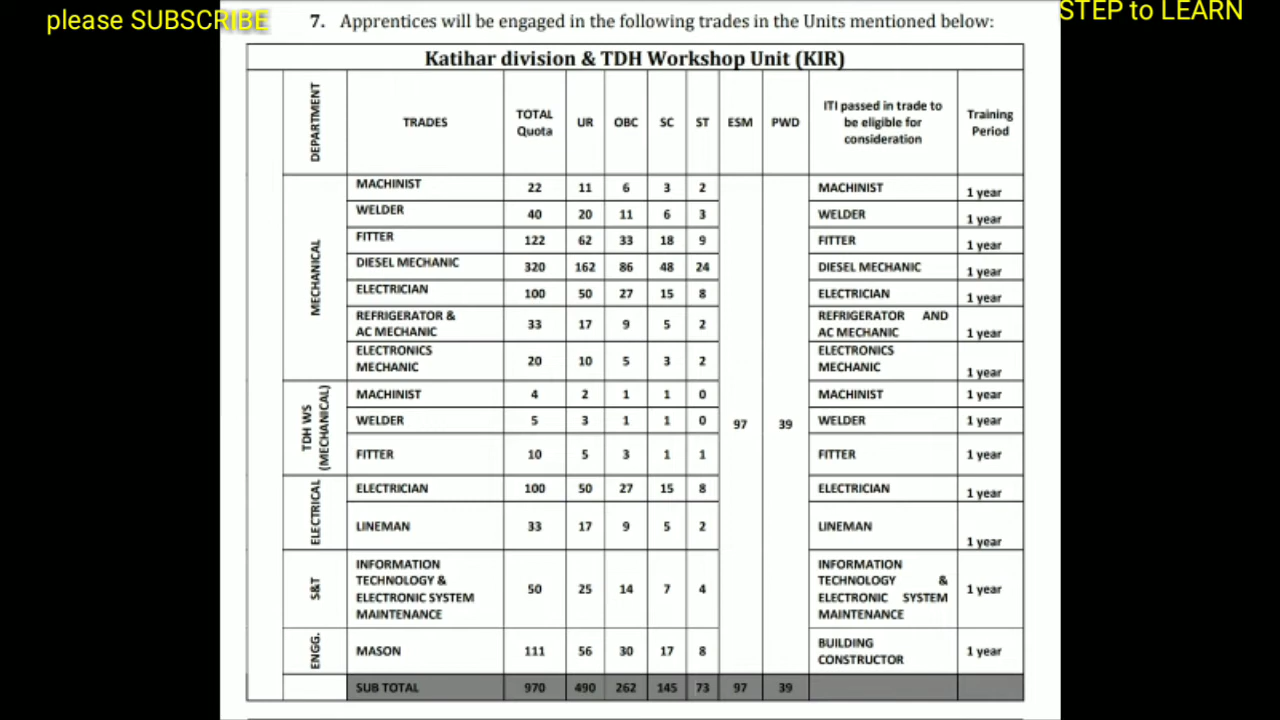 please SUBSCRIBE
STEP to LEARN
7. Apprentices will be engaged in the following trades in the Units mentioned below:
Katihar division & TDH Workshop Unit (KIR)
DEPARTMENT TRADES TOTAL Quota UR OBC SC ST ESM PWD ITI passed in trade to be eligible for consideration Training Period
MECHANICAL
MACHINIST 22 11 6 3 2 MACHINIST 1 year
WELDER 40 20 11 6 3 WELDER 1 year
FITTER 122 62 33 18 9 FITTER 1 year
DIESEL MECHANIC 320 162 86 48 24 DIESEL MECHANIC 1 year
ELECTRICIAN 100 50 27 15 8 ELECTRICIAN 1 year
REFRIGERATOR & AC MECHANIC 33 17 9 5 2 REFRIGERATOR AND AC MECHANIC 1 year
ELECTRONICS MECHANIC 20 10 5 3 2 ELECTRONICS MECHANIC 1 year
TDH WS (MECHANICAL)
MACHINIST 4 2 1 1 0 MACHINIST 1 year
WELDER 5 3 1 1 0 97 39 WELDER 1 year
FITTER 10 5 3 1 1 FITTER 1 year
ELECTRICAL
ELECTRICIAN 100 50 27 15 8 ELECTRICIAN 1 year
LINEMAN 33 17 9 5 2 LINEMAN 1 year
S&T
INFORMATION TECHNOLOGY & ELECTRONIC SYSTEM MAINTENANCE 50 25 14 7 4 INFORMATION TECHNOLOGY & ELECTRONIC SYSTEM MAINTENANCE 1 year
ENGG.
MASON 111 56 30 17 8 BUILDING CONSTRUCTOR 1 year
SUB TOTAL 970 490 262 145 73 97 39